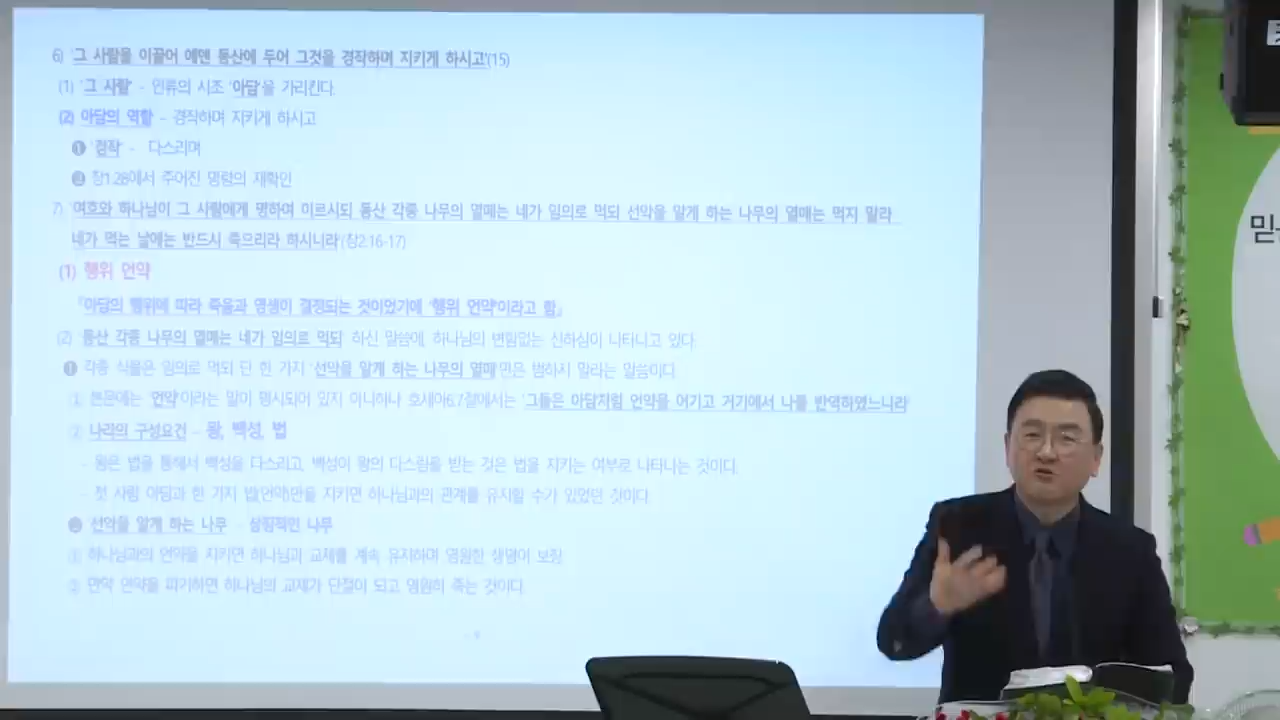 6) '그 사람을 이끌어 에덴 동산에 두어 그것을 경작하며 지키게 하시고'(15)
(1) '그 사람' - 인류의 시조 '아담'을 가리킨다.
(2) 아담의 역할 - 경작하며 지키게 하시고
❶ '경작' - 다스리며
❷ 창1:28에서 주어진 명령의 재확인
7) '여호와 하나님이 그 사람에게 명하여 이르시되 동산 각종 나무의 열매는 네가 임의로 먹되 선악을 알게 하는 나무의 열매는 먹지 말라
네가 먹는 날에는 반드시 죽으리라 하시니라'(창2:16-17)
(1) 행위 언약
『아담의 행위에 따라 죽음과 영생이 결정되는 것이었기에 '행위 언약'이라고 함』
(2) '동산 각종 나무의 열매는 네가 임의로 먹되' 하신 말씀에, 하나님의 변함없는 신하심이 나타나고 있다.
❶ 각종 식물은 임의로 먹되 단 한 가지 '선악을 알게 하는 나무의 열매'만은 범하지 말라는 말씀이다.
① 본문에는 '언약'이라는 말이 명시되어 있지 아니하나 호세아6:7절에서는 '그들은 아담처럼 언약을 어기고 거기에서 나를 반역하였느니라'
② 나라의 구성요건 - 왕, 백성, 법
- 왕은 법을 통해서 백성을 다스리고, 백성이 왕의 다스림을 받는 것은 법을 지키는 여부로 나타나는 것이다.
- 첫 사람 아담과 한 가지 법(언약)만을 지키면 하나님과의 관계를 유지할 수가 있었던 것이다.
❷ 선악을 알게 하는 나무 - 상징적인 나무
① 하나님과의 언약을 지키면 하나님과 교제를 계속 유지하며 영원한 생명이 보장
② 만약 언약을 파기하면 하나님의 교제가 단절이 되고 영원히 죽는 것이다.
믿